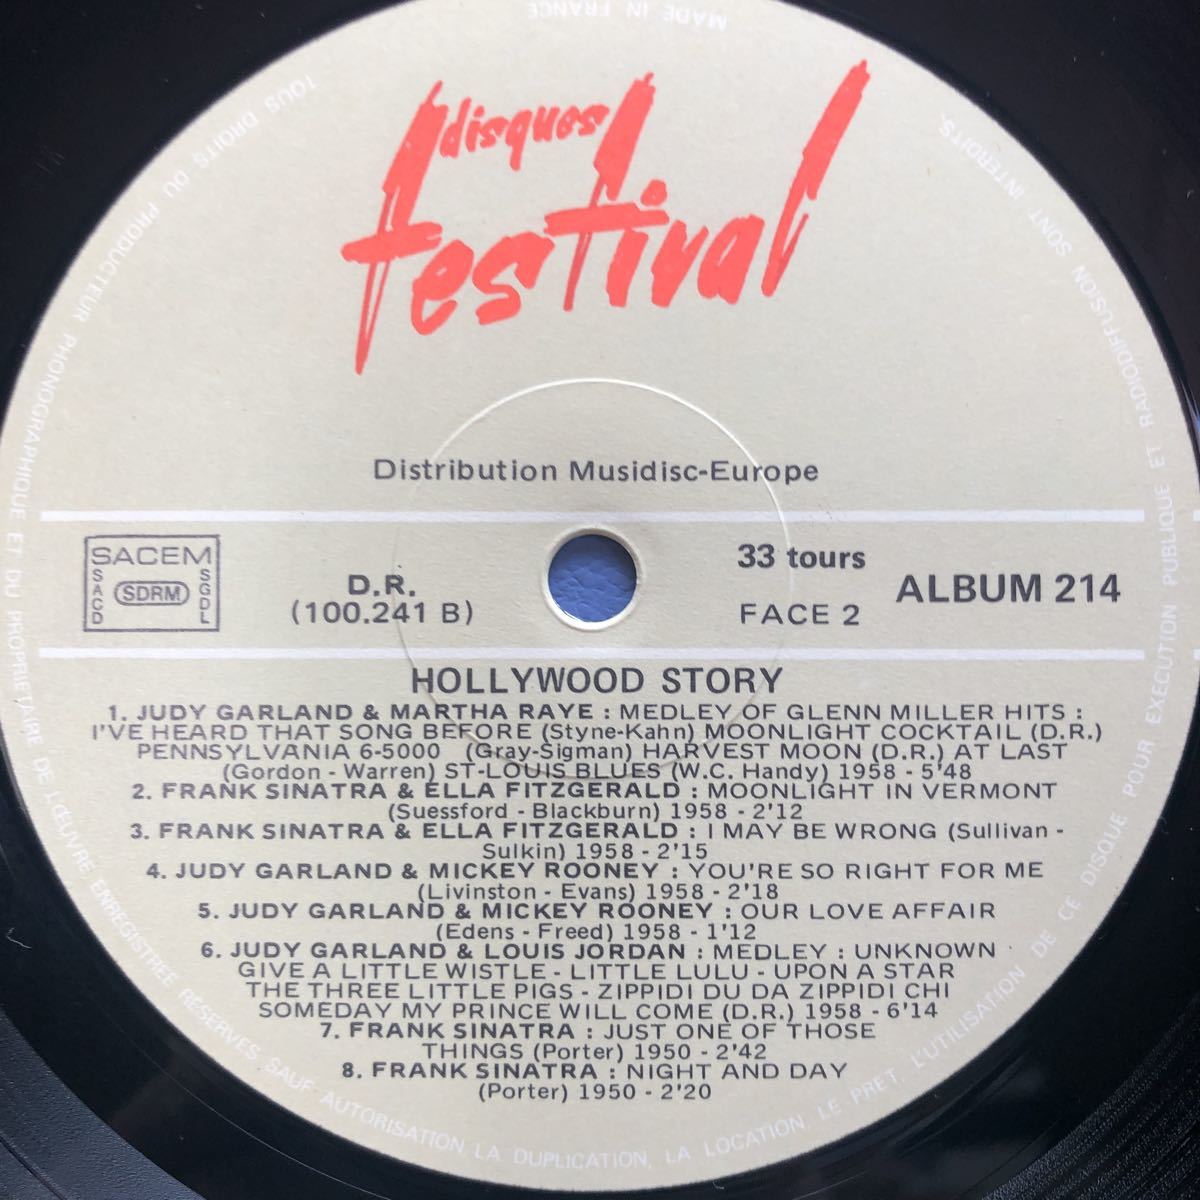 MADE IN FRANCE
disques
festival
Distribution Musidisc-Europe
SACEM
SACD
SDRM
SGDL
D.R.
(100.241 B)
33 tours
FACE 2
ALBUM 214
HOLLYWOOD STORY
1. JUDY GARLAND & MARTHA RAYE : MEDLEY OF GLENN MILLER HITS :
I'VE HEARD THAT SONG BEFORE (Styne-Kahn) MOONLIGHT COCKTAIL (D.R.)
PENNSYLVANIA 6-5000 (Gray-Sigman) HARVEST MOON (D.R.) AT LAST
(Gordon - Warren) ST-LOUIS BLUES (W.C. Handy) 1958 - 5'48
2. FRANK SINATRA & ELLA FITZGERALD : MOONLIGHT IN VERMONT
(Suessford - Blackburn) 1958 - 2'12
3. FRANK SINATRA & ELLA FITZGERALD : I MAY BE WRONG (Sullivan -
Sulkin) 1958 - 2'15
4. JUDY GARLAND & MICKEY ROONEY : YOU'RE SO RIGHT FOR ME
(Livinston - Evans) 1958 - 2'18
5. JUDY GARLAND & MICKEY ROONEY : OUR LOVE AFFAIR
(Edens - Freed) 1958 - 1'12
6. JUDY GARLAND & LOUIS JORDAN : MEDLEY : UNKNOWN
GIVE A LITTLE WISTLE - LITTLE LULU - UPON A STAR
THE THREE LITTLE PIGS - ZIPPIDI DU DA ZIPPIDI CHI
SOMEDAY MY PRINCE WILL COME (D.R.) 1958 - 6'14
7. FRANK SINATRA : JUST ONE OF THOSE
THINGS (Porter) 1950 - 2'42
8. FRANK SINATRA : NIGHT AND DAY
(Porter) 1950 - 2'20
TOUS DROITS DU PRODUCTEUR PHONOGRAPHIQUE ET DU PROPRIETAIRE DE L'ŒUVRE ENREGISTREE RÉSERVES SAUF AUTORISATION, LA DUPLICATION, LA LOCATION, LE PRET, L'UTILISATION DE CE DISQUE POUR EXECUTION PUBLIQUE ET RADIODIFFUSION SONT INTERDITS.